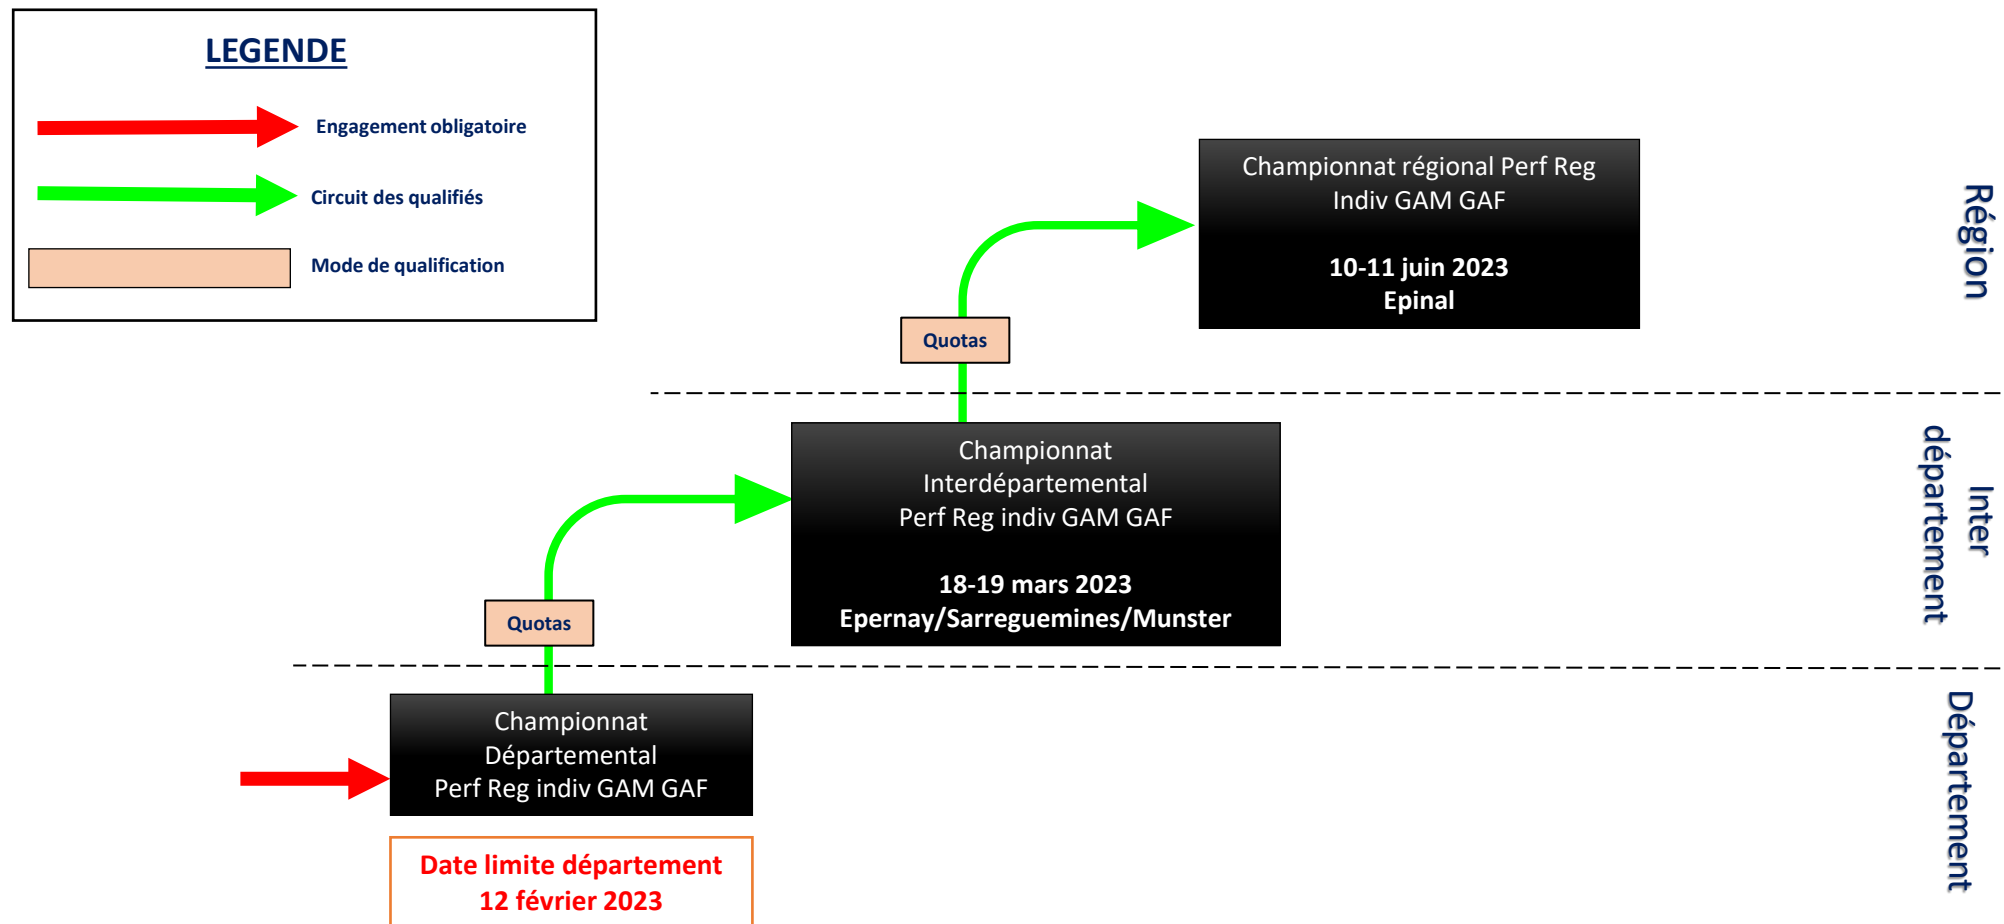 LEGENDE
Engagement obligatoire
Circuit des qualifiés
Mode de qualification
Championnat régional Perf Reg
Indiv GAM GAF
10-11 juin 2023
Epinal
Région
Quotas
Championnat
Interdépartemental
Perf Reg indiv GAM GAF
18-19 mars 2023
Epernay/Sarreguemines/Munster
Inter
département
Quotas
Championnat
Départemental
Perf Reg indiv GAM GAF
Département
Date limite département
12 février 2023